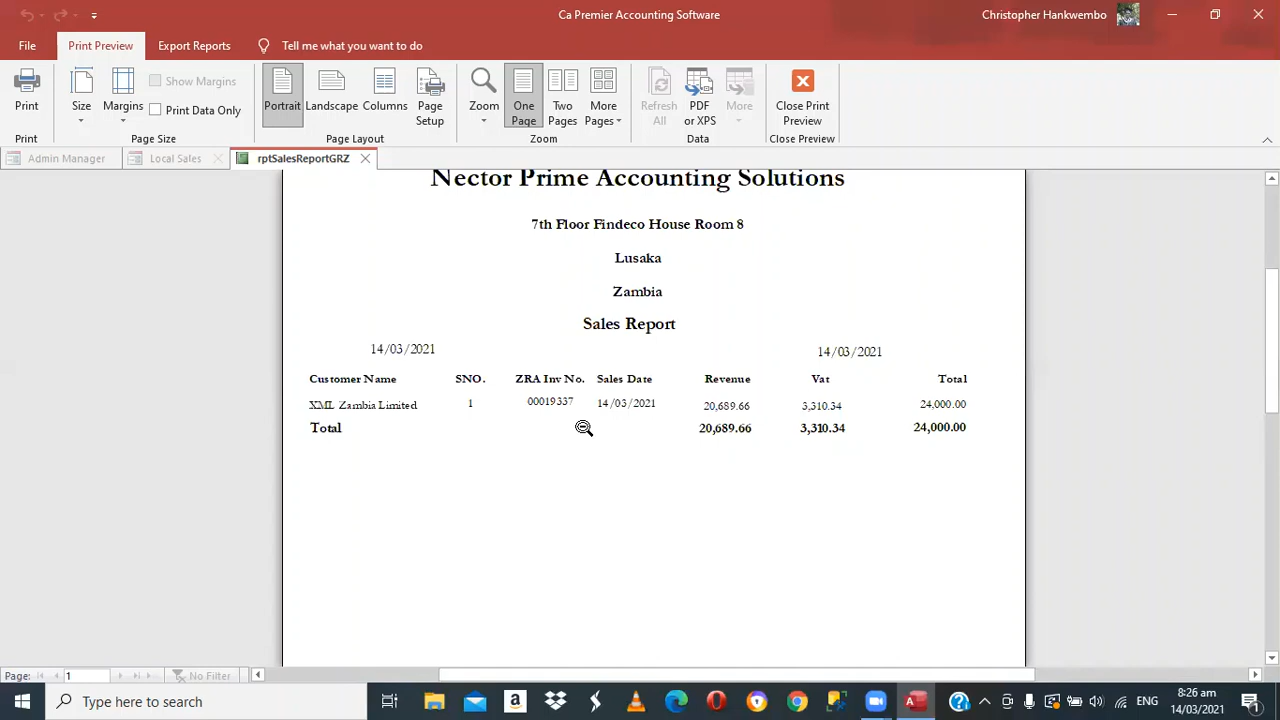 Ca Premier Accounting Software
Christopher Hankwembo
File
Print Preview
Export Reports
Tell me what you want to do
Print
Size
Margins
Show Margins
Print Data Only
Portrait
Landscape
Columns
Page Setup
Zoom
One Page
Two Pages
More Pages
Refresh All
PDF or XPS
More
Close Print Preview
Print
Page Size
Page Layout
Zoom
Data
Close Preview
Admin Manager
Local Sales
rptSalesReportGRZ
Nector Prime Accounting Solutions
7th Floor Findeco House Room 8
Lusaka
Zambia
Sales Report
14/03/2021 14/03/2021
Customer Name SNO. ZRA Inv No. Sales Date Revenue Vat Total
XML Zambia Limited 1 00019337 14/03/2021 20,689.66 3,310.34 24,000.00
Total 20,689.66 3,310.34 24,000.00
Page: 1 No Filter
Type here to search
ENG
8:26 am
14/03/2021